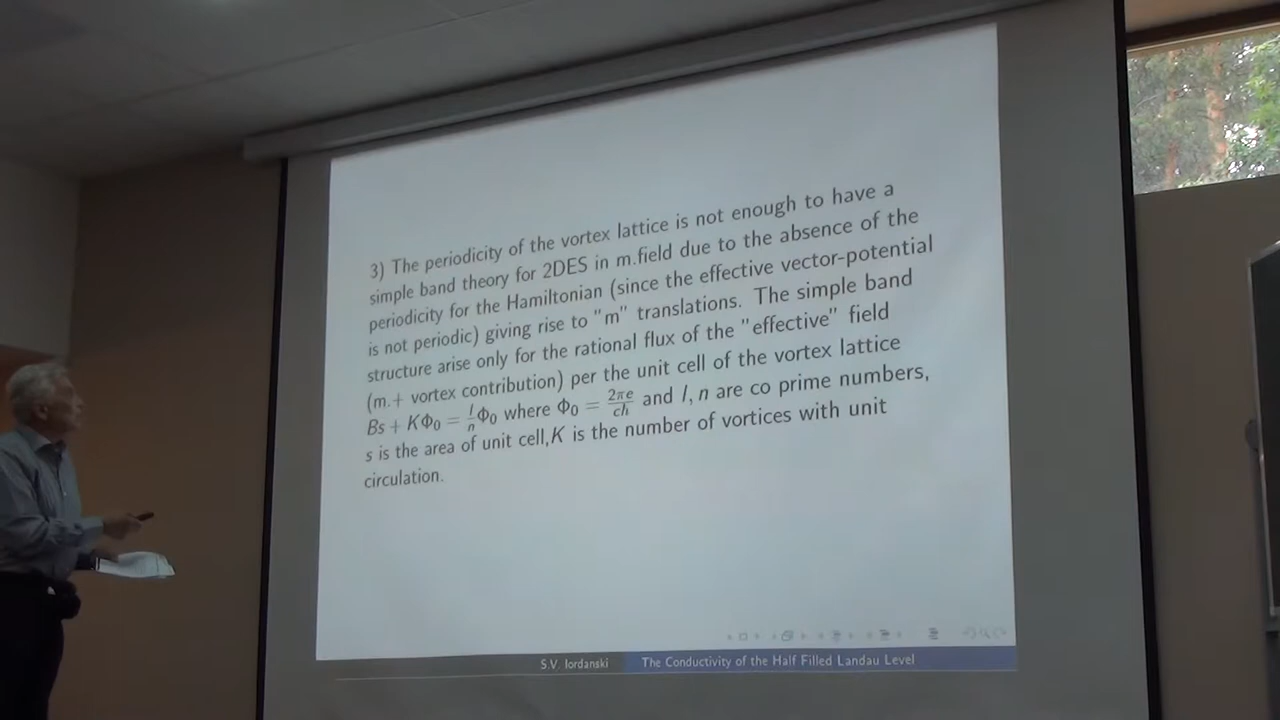 3) The periodicity of the vortex lattice is not enough to have a
simple band theory for 2DES in m.field due to the absence of the
periodicity for the Hamiltonian (since the effective vector-potential
is not periodic) giving rise to "m" translations. The simple band
structure arise only for the rational flux of the "effective" field
(m.+ vortex contribution) per the unit cell of the vortex lattice
Bs + KΦ₀ = l/n Φ₀ where Φ₀ = 2πe/ch and l, n are co prime numbers,
s is the area of unit cell,K is the number of vortices with unit
circulation.
S.V. Iordanski The Conductivity of the Half Filled Landau Level